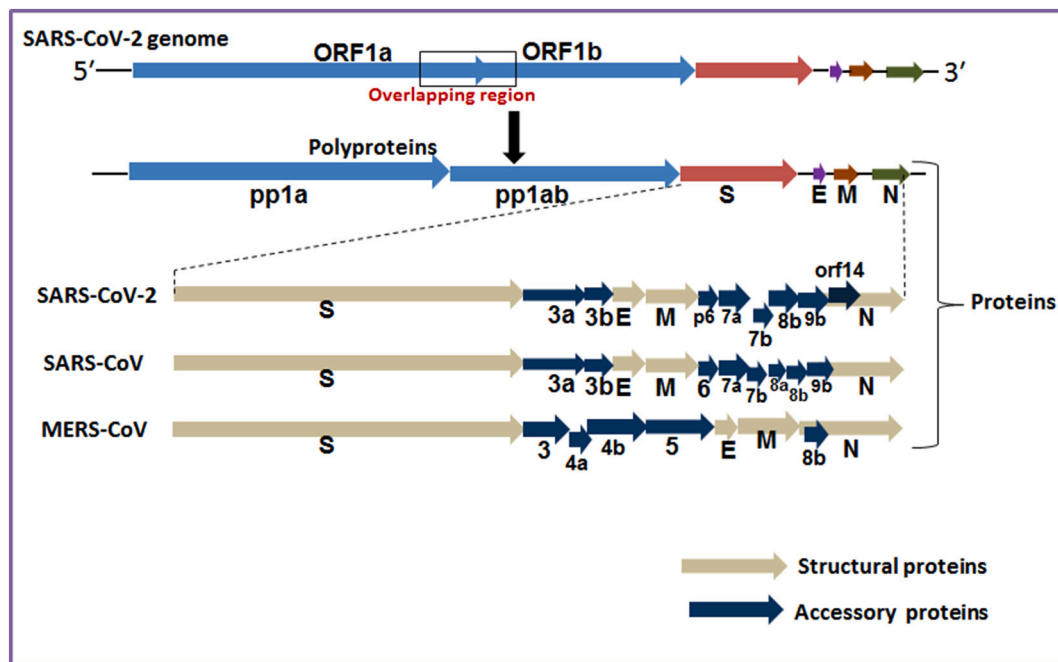 SARS-CoV-2 genome
ORF1a
ORF1b
5′
3′
Overlapping region
Polyproteins
pp1a
pp1ab
S
E
M
N
orf14
SARS-CoV-2
S
3a
3b
E
M
p6
7a
7b
8b
9b
N
Proteins
SARS-CoV
S
3a
3b
E
M
6
7a
7b
8a
8b
9b
N
MERS-CoV
S
3
4a
4b
5
E
M
8b
N
Structural proteins
Accessory proteins